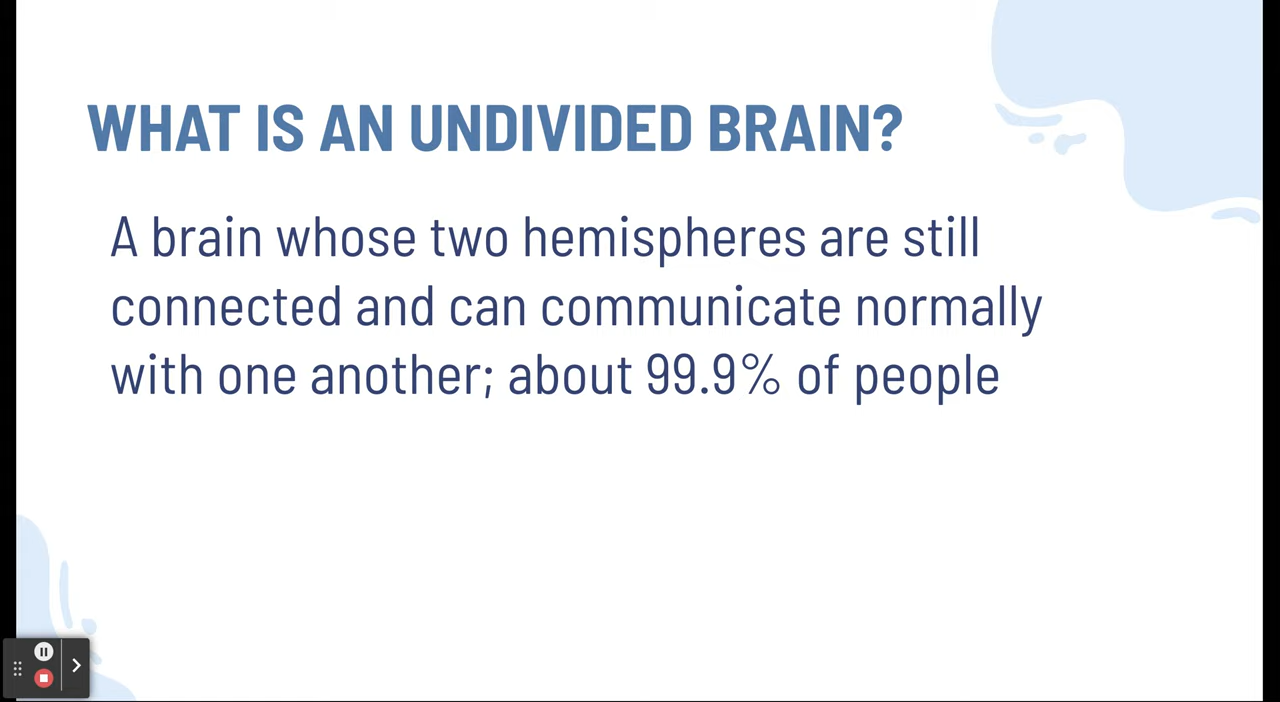 WHAT IS AN UNDIVIDED BRAIN?
A brain whose two hemispheres are still
connected and can communicate normally
with one another; about 99.9% of people